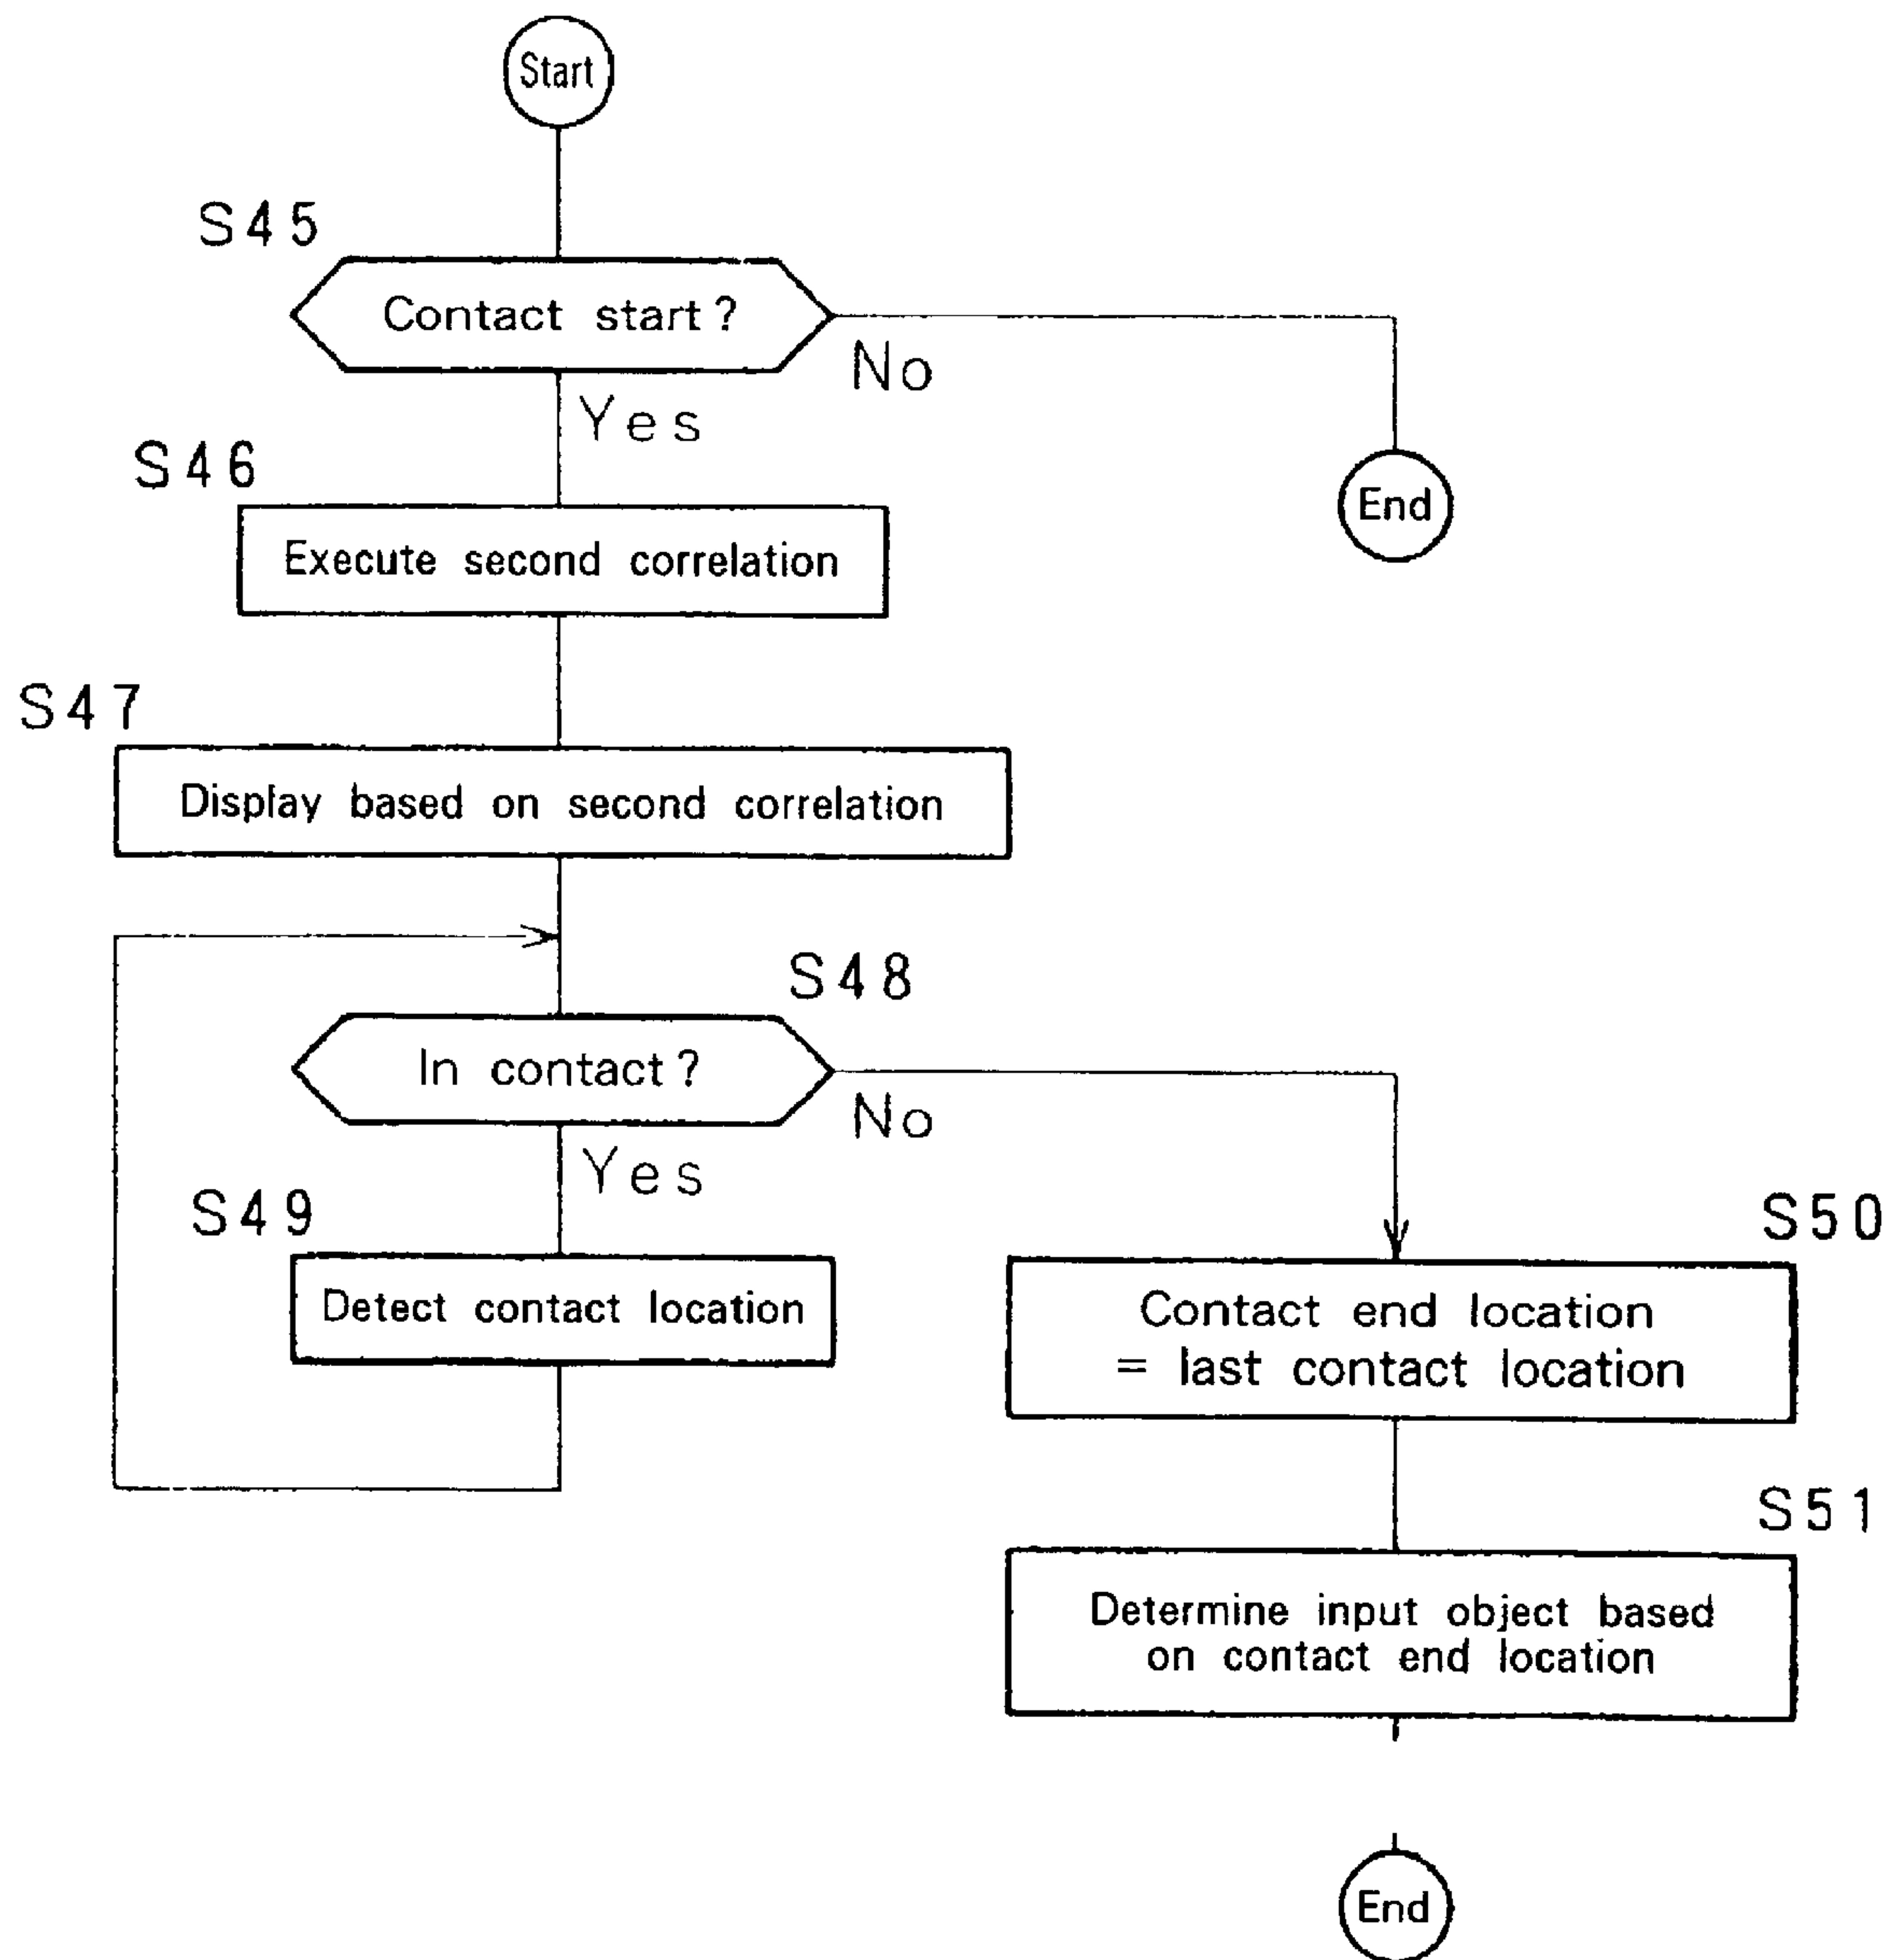 Start
S45
Contact start?
No
Yes
End
S46
Execute second correlation
S47
Display based on second correlation
S48
In contact?
No
Yes
S49
Detect contact location
S50
Contact end location
= last contact location
S51
Determine input object based
on contact end location
End